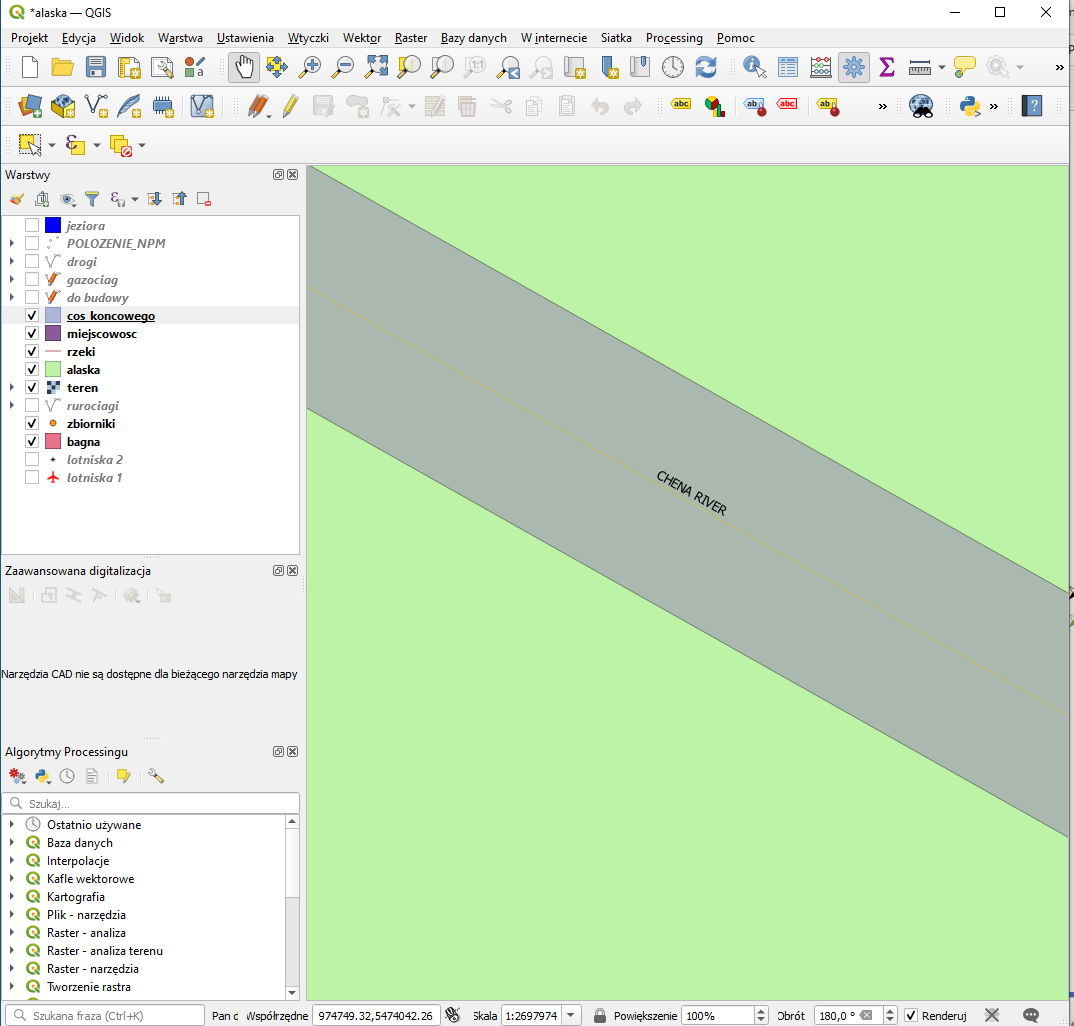 *alaska — QGIS
Projekt Edycja Widok Warstwa Ustawienia Wtyczki Wektor Raster Bazy danych W internecie Siatka Processing Pomoc
Warstwy
jeziora
POLOZENIE_NPM
drogi
gazociag
do budowy
cos_koncowego
miejscowosc
rzeki
alaska
teren
rurociagi
zbiorniki
bagna
lotniska 2
lotniska 1
CHENA RIVER
Zaawansowana digitalizacja
Narzędzia CAD nie są dostępne dla bieżącego narzędzia mapy
Algorytmy Processingu
Szukaj...
Ostatnio używane
Baza danych
Interpolacje
Kafle wektorowe
Kartografia
Plik - narzędzia
Raster - analiza
Raster - analiza terenu
Raster - narzędzia
Tworzenie rastra
Szukana fraza (Ctrl+K) Pan d Współrzędne 974749.32,5474042.26 Skala 1:2697974 Powiększenie 100% Obrót 180,0 ° Renderuj